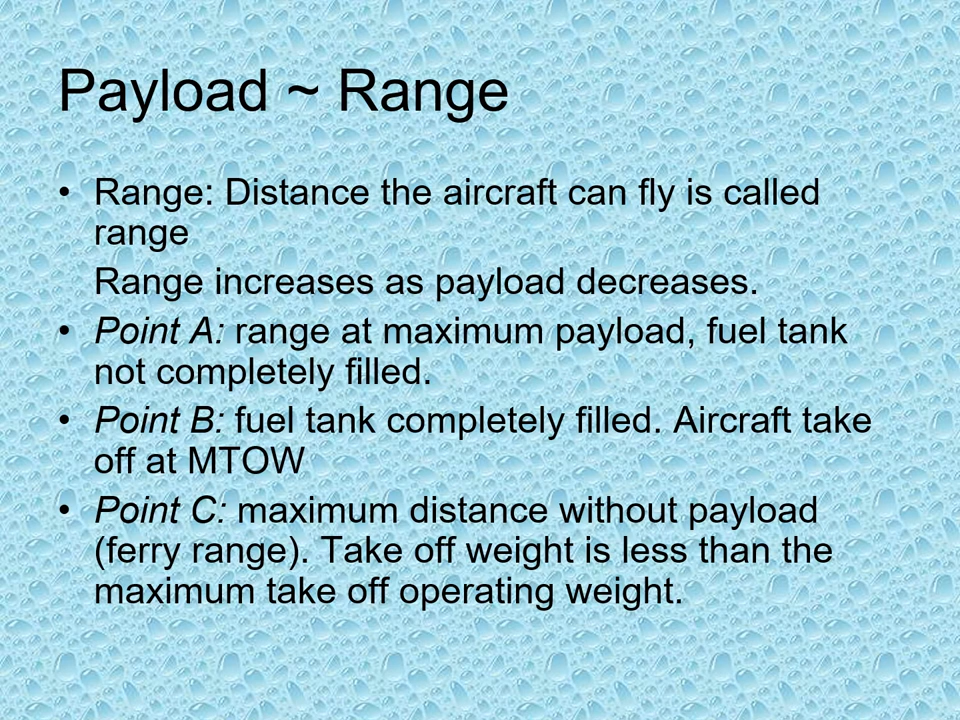 Payload ~ Range
• Range: Distance the aircraft can fly is called
range
Range increases as payload decreases.
• Point A: range at maximum payload, fuel tank
not completely filled.
• Point B: fuel tank completely filled. Aircraft take
off at MTOW
• Point C: maximum distance without payload
(ferry range). Take off weight is less than the
maximum take off operating weight.